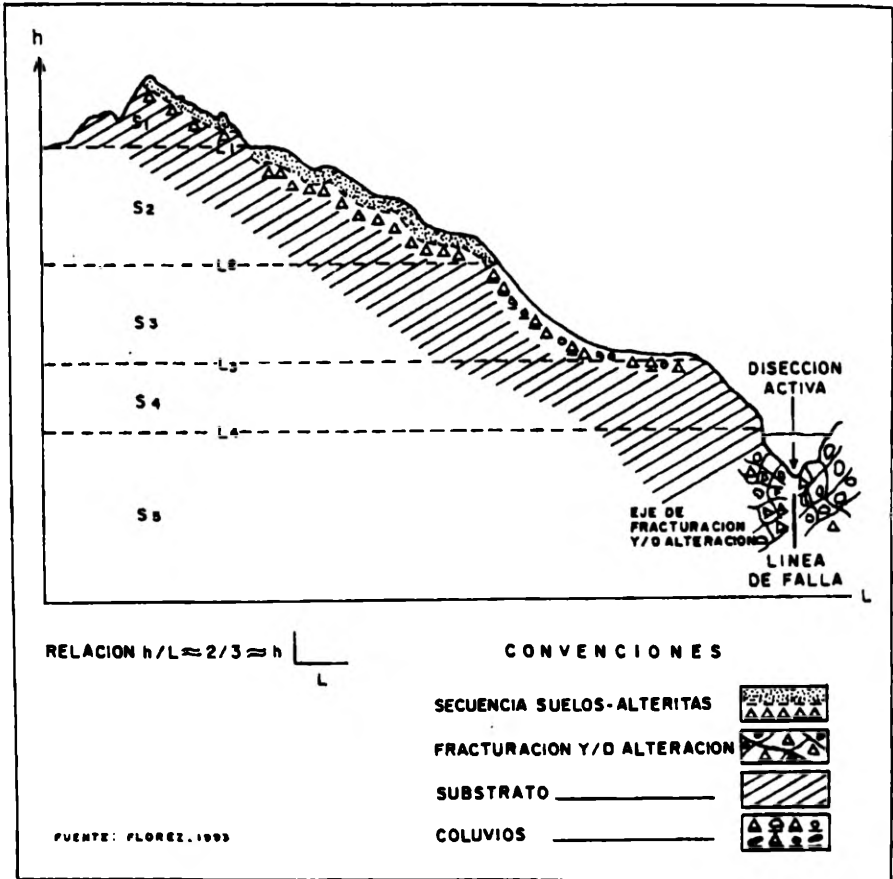 h
S1
L1
S2
L2
S3
L3
S4
L4
S5
DISECCION
ACTIVA
EJE DE
FRACTURACION
Y/O ALTERACION
LINEA
DE FALLA
L
RELACION h/L≈2/3≈h
L
CONVENCIONES
SECUENCIA SUELOS-ALTERITAS
FRACTURACION Y/O ALTERACION
SUBSTRATO
COLUVIOS
FUENTE: FLOREZ, 1993